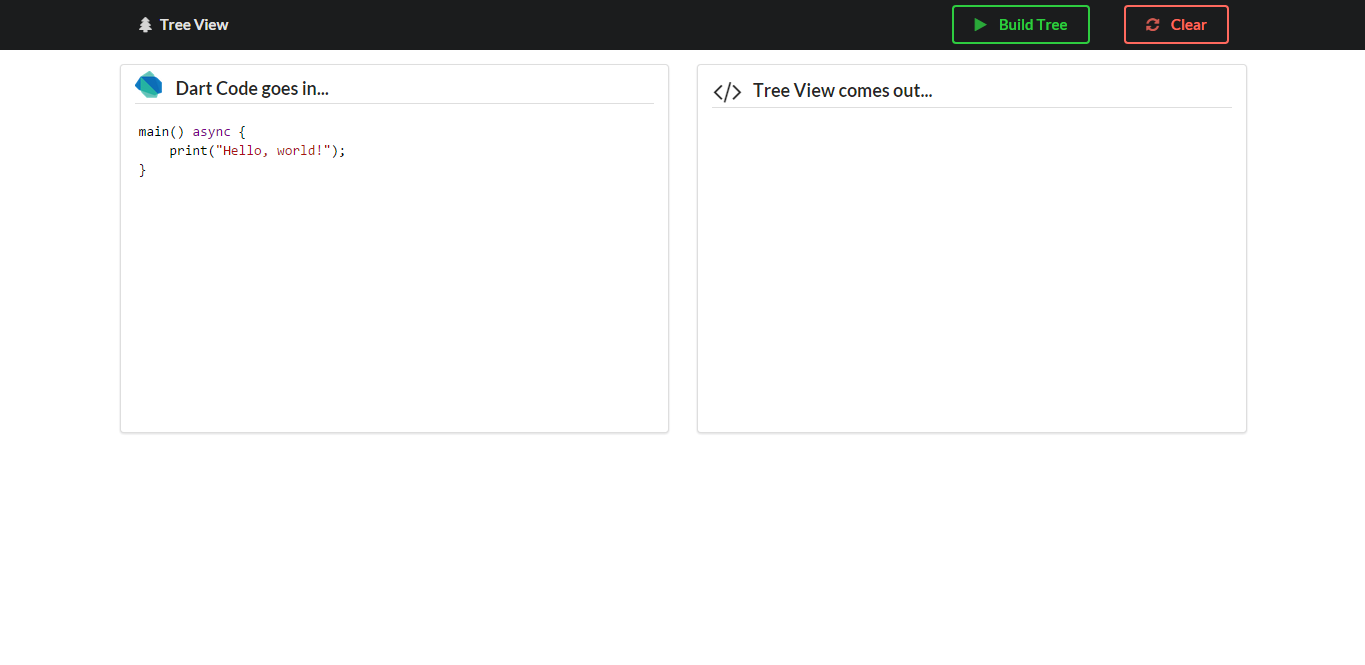 Tree View
Build Tree
Clear
Dart Code goes in...
main() async {
    print("Hello, world!");
}
</> Tree View comes out...